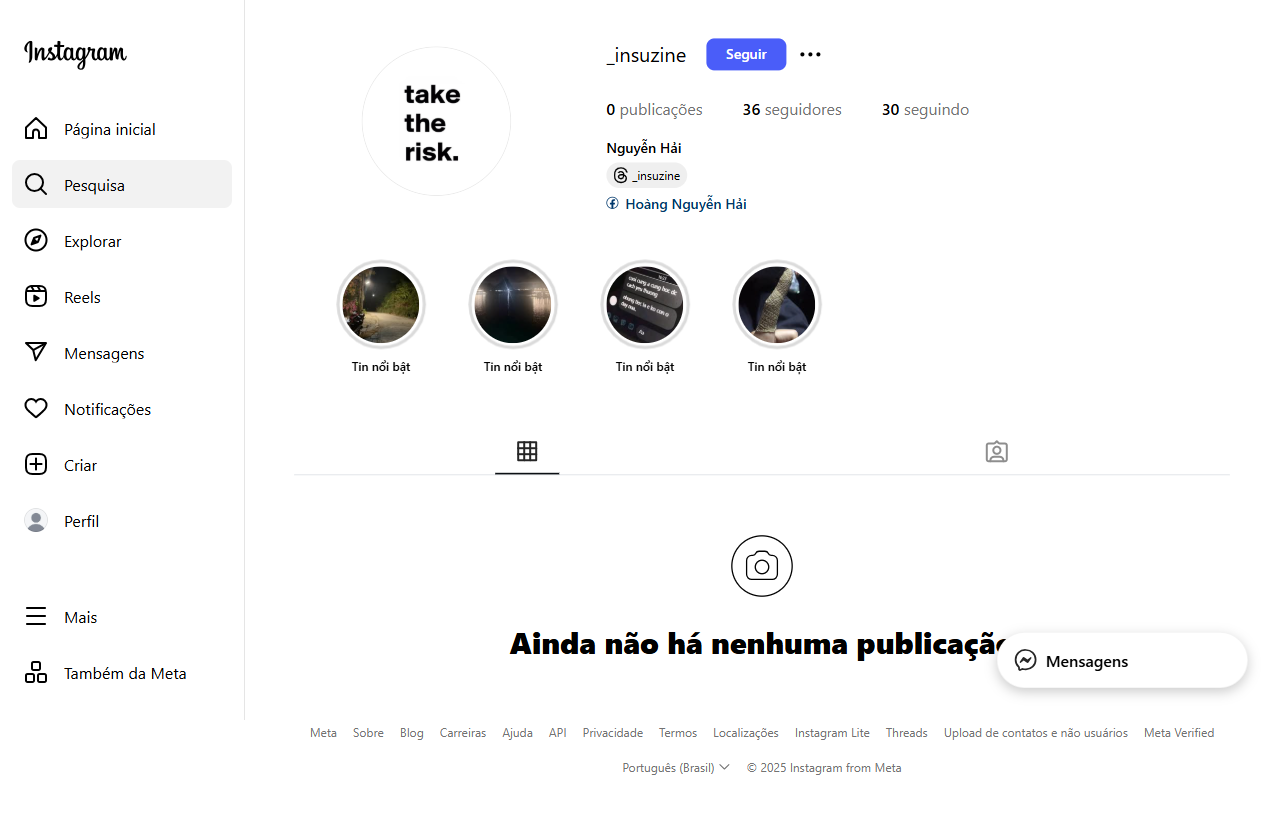 Instagram
Página inicial
Pesquisa
Explorar
Reels
Mensagens
Notificações
Criar
Perfil
Mais
Também da Meta
take
the
risk.
_insuzine
Seguir
0 publicações 36 seguidores 30 seguindo
Nguyễn Hải
_insuzine
Hoàng Nguyễn Hải
Tin nổi bật Tin nổi bật Tin nổi bật Tin nổi bật
Ainda não há nenhuma publicação
Mensagens
Meta Sobre Blog Carreiras Ajuda API Privacidade Termos Localizações Instagram Lite Threads Upload de contatos e não usuários Meta Verified
Português (Brasil) © 2025 Instagram from Meta